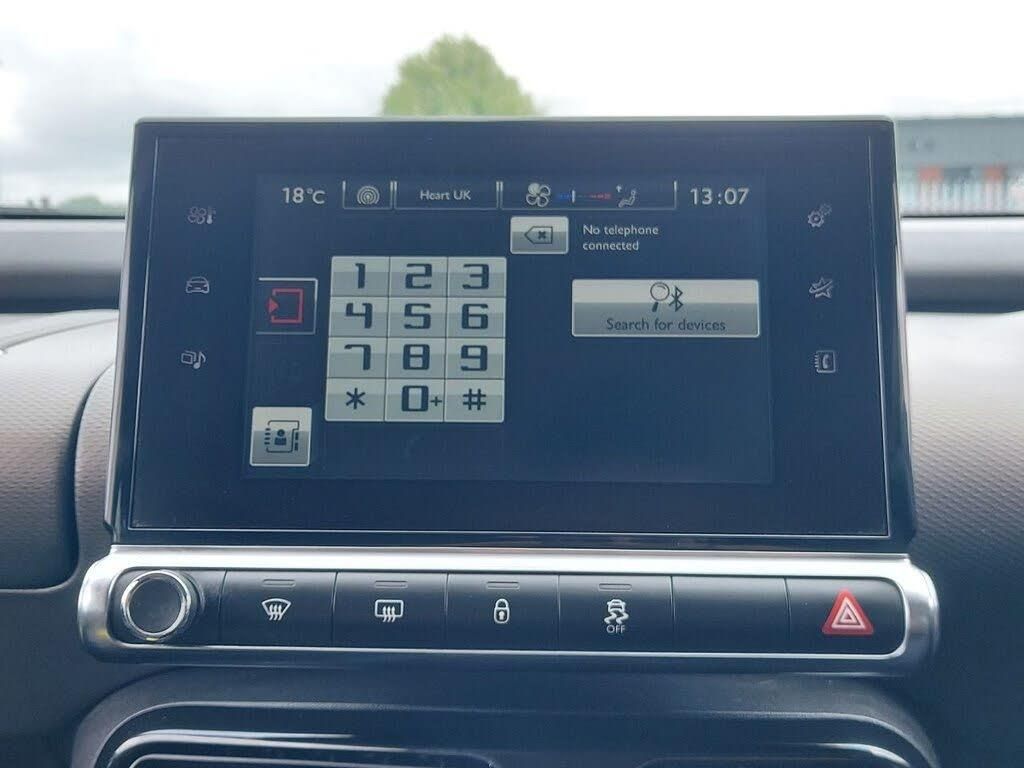 18°C
Heart UK
13:07
No telephone
connected
1 2 3
4 5 6
7 8 9
* 0+ #
Search for devices
OFF